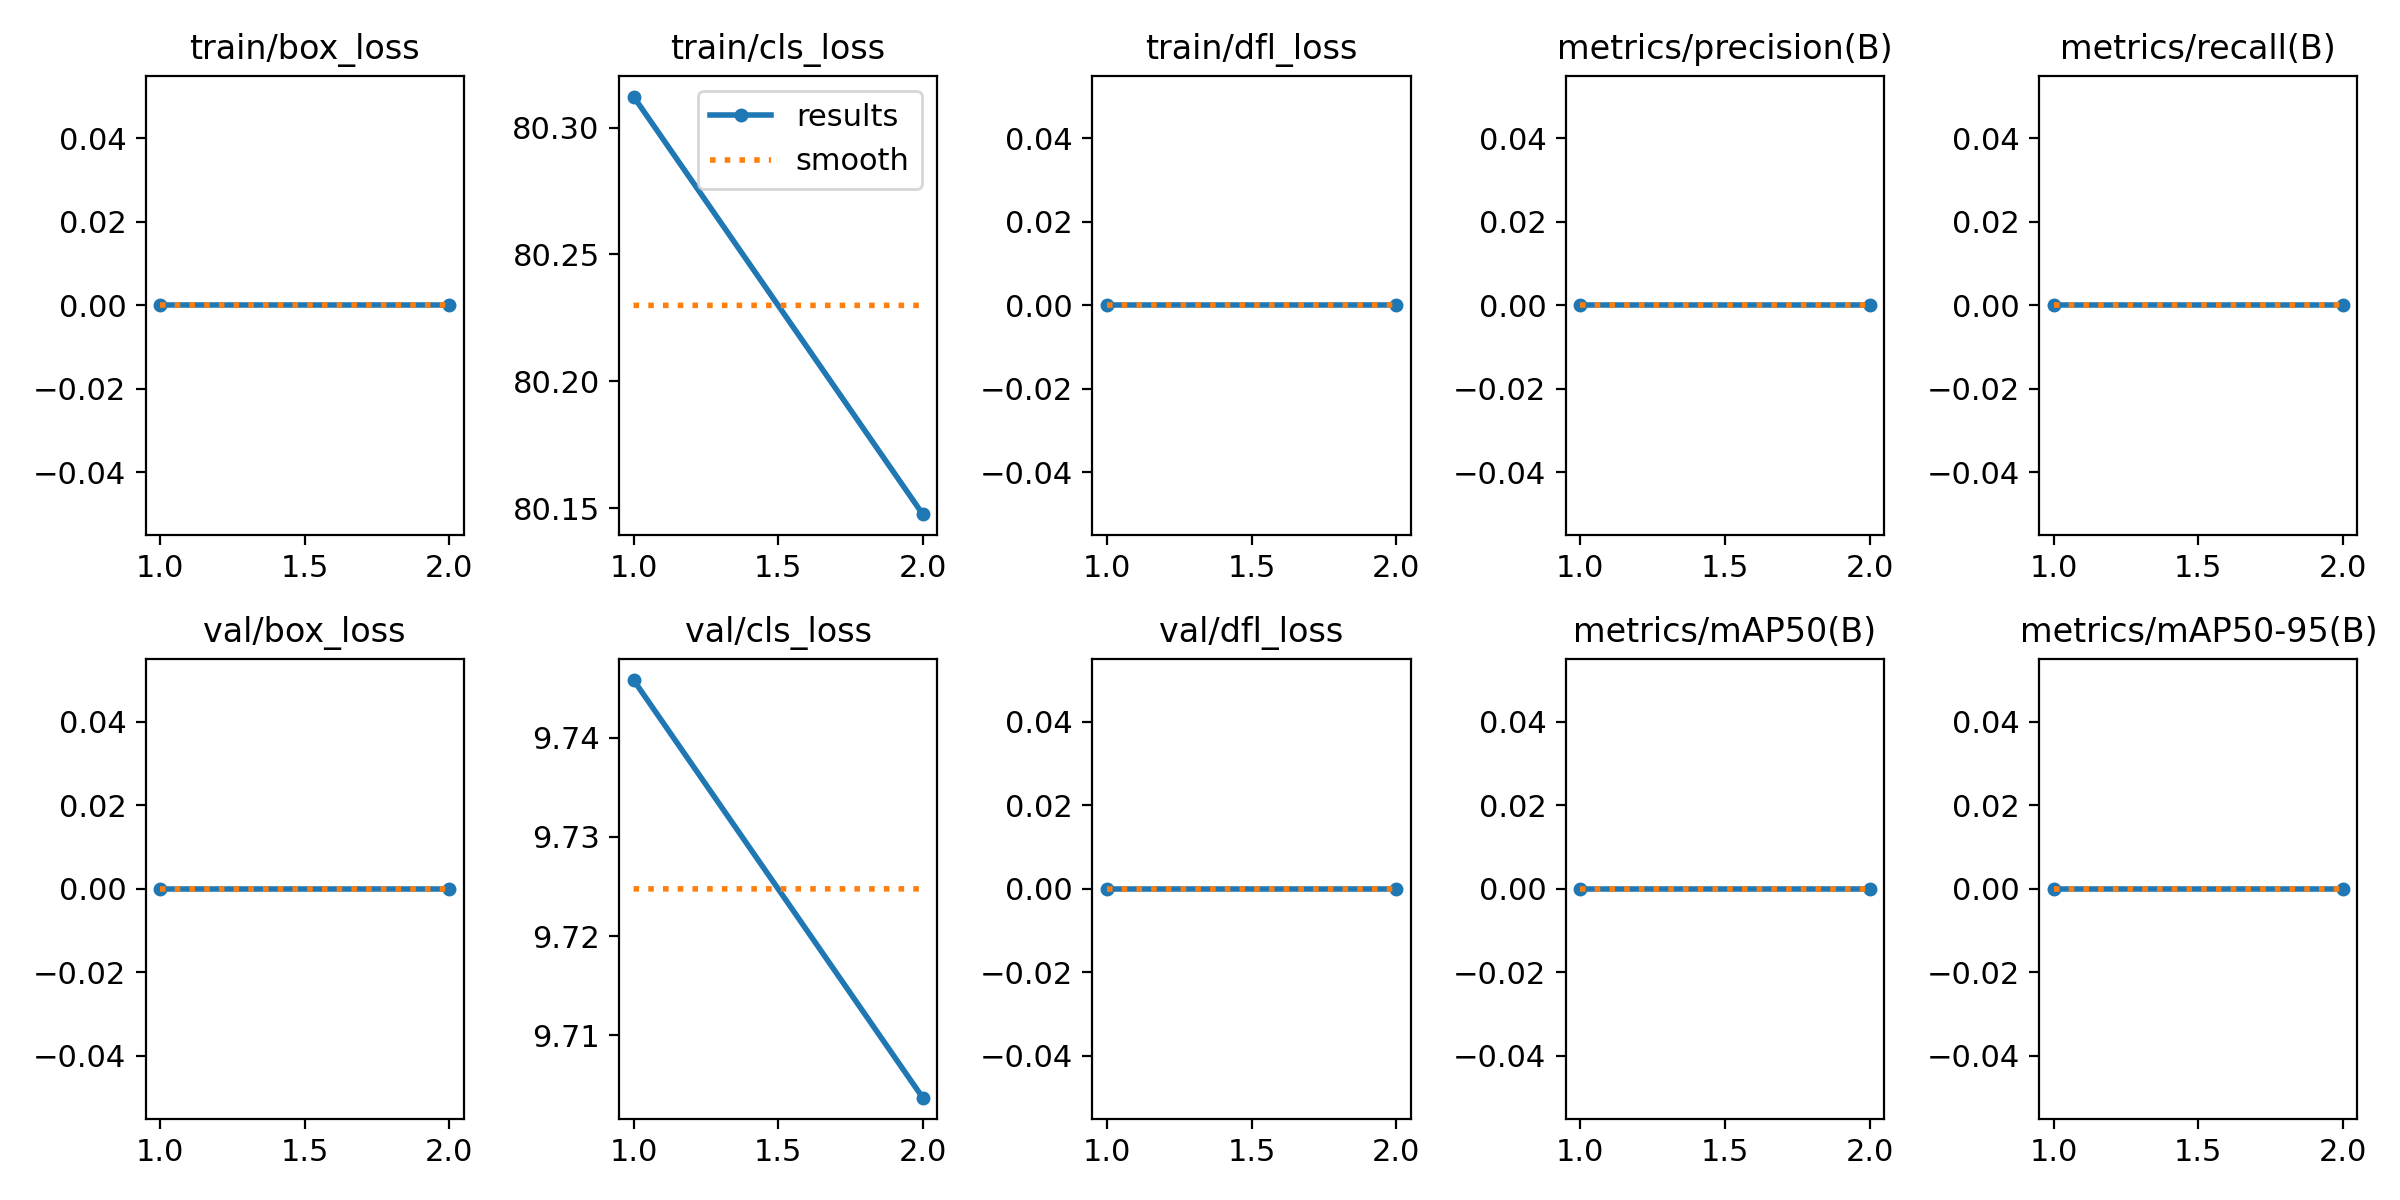 train/box_loss
train/cls_loss
train/dfl_loss
metrics/precision(B)
metrics/recall(B)
0.04
0.02
0.00
−0.02
−0.04
1.0 1.5 2.0
80.30
80.25
80.20
80.15
results
smooth
1.0 1.5 2.0
0.04
0.02
0.00
−0.02
−0.04
1.0 1.5 2.0
0.04
0.02
0.00
−0.02
−0.04
1.0 1.5 2.0
0.04
0.02
0.00
−0.02
−0.04
1.0 1.5 2.0
val/box_loss
val/cls_loss
val/dfl_loss
metrics/mAP50(B)
metrics/mAP50-95(B)
0.04
0.02
0.00
−0.02
−0.04
1.0 1.5 2.0
9.74
9.73
9.72
9.71
1.0 1.5 2.0
0.04
0.02
0.00
−0.02
−0.04
1.0 1.5 2.0
0.04
0.02
0.00
−0.02
−0.04
1.0 1.5 2.0
0.04
0.02
0.00
−0.02
−0.04
1.0 1.5 2.0